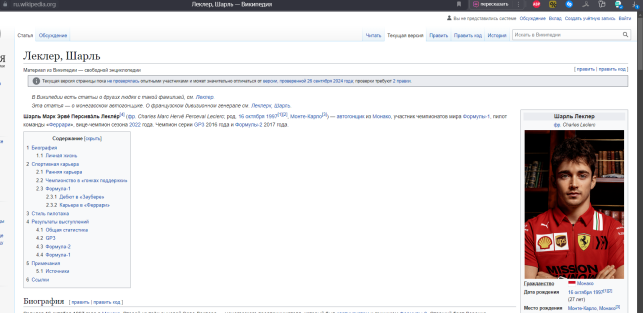 ru.wikipedia.org
Леклер, Шарль — Википедия
пересказать
Вы не представились системе Обсуждение Вклад Создать учётную запись Войти
Статья Обсуждение Читать Текущая версия Править Править код История Искать в Википедии
Леклер, Шарль
[ править | править код ]
Материал из Википедии — свободной энциклопедии
Текущая версия страницы пока не проверялась опытными участниками и может значительно отличаться от версии, проверенной 26 сентября 2024 года; проверки требуют 2 правки.
В Википедии есть статьи о других людях с такой фамилией, см. Леклер.
Эта статья — о монегасском автогонщике. О французском дивизионном генерале см. Леклерк, Шарль.
Шарль Марк Эрве́ Персива́ль Лекле́р[4] (фр. Charles Marc Hervé Perceval Leclerc; род. 16 октября 1997[1][2], Монте-Карло[3]) — автогонщик из Монако, участник чемпионатов мира Формулы-1, пилот
команды «Феррари», вице-чемпион сезона 2022 года. Чемпион серии GP3 2016 года и Формулы-2 2017 года.
Содержание [скрыть]
1 Биография
1.1 Личная жизнь
2 Спортивная карьера
2.1 Ранняя карьера
2.2 Чемпионство в «гонках поддержки»
2.3 Формула-1
2.3.1 Дебют в «Заубере»
2.3.2 Карьера в «Феррари»
3 Стиль пилотажа
4 Результаты выступлений
4.1 Общая статистика
4.2 GP3
4.3 Формула-2
4.4 Формула-1
5 Примечания
5.1 Источники
6 Ссылки
Биография [ править | править код ]
Шарль Леклер
фр. Charles Leclerc
Shell
ups
MISSION
Гражданство Монако
Дата рождения 16 октября 1997[1][2]
(27 лет)
Место рождения Монте-Карло, Монако[3]